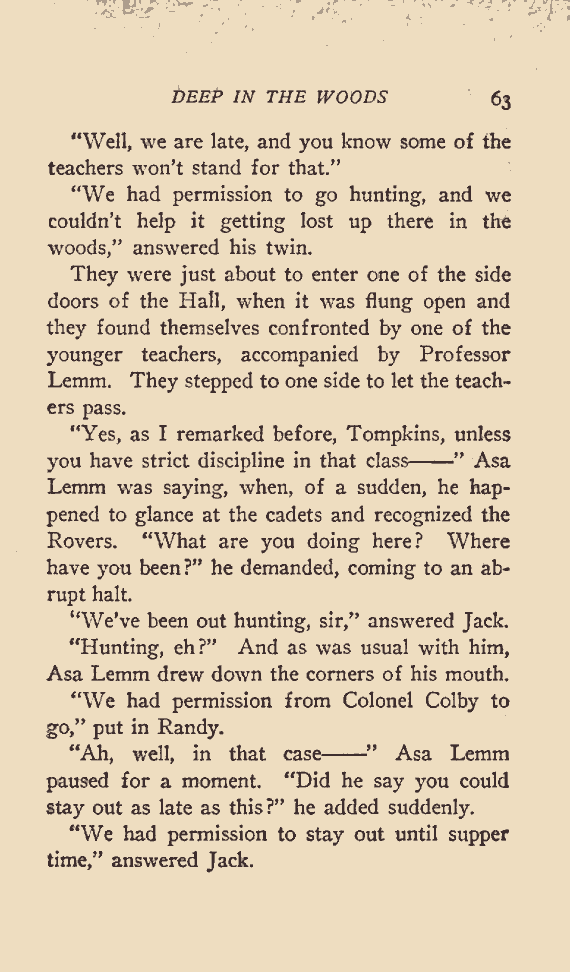 DEEP IN THE WOODS 63
“Well, we are late, and you know some of the
teachers won't stand for that.”
“We had permission to go hunting, and we
couldn't help it getting lost up there in the
woods,” answered his twin.
They were just about to enter one of the side
doors of the Hall, when it was flung open and
they found themselves confronted by one of the
younger teachers, accompanied by Professor
Lemm. They stepped to one side to let the teach-
ers pass.
“Yes, as I remarked before, Tompkins, unless
you have strict discipline in that class——” Asa
Lemm was saying, when, of a sudden, he hap-
pened to glance at the cadets and recognized the
Rovers. “What are you doing here? Where
have you been?” he demanded, coming to an ab-
rupt halt.
“We've been out hunting, sir,” answered Jack.
“Hunting, eh?” And as was usual with him,
Asa Lemm drew down the corners of his mouth.
“We had permission from Colonel Colby to
go,” put in Randy.
“Ah, well, in that case——” Asa Lemm
paused for a moment. “Did he say you could
stay out as late as this?” he added suddenly.
“We had permission to stay out until supper
time,” answered Jack.